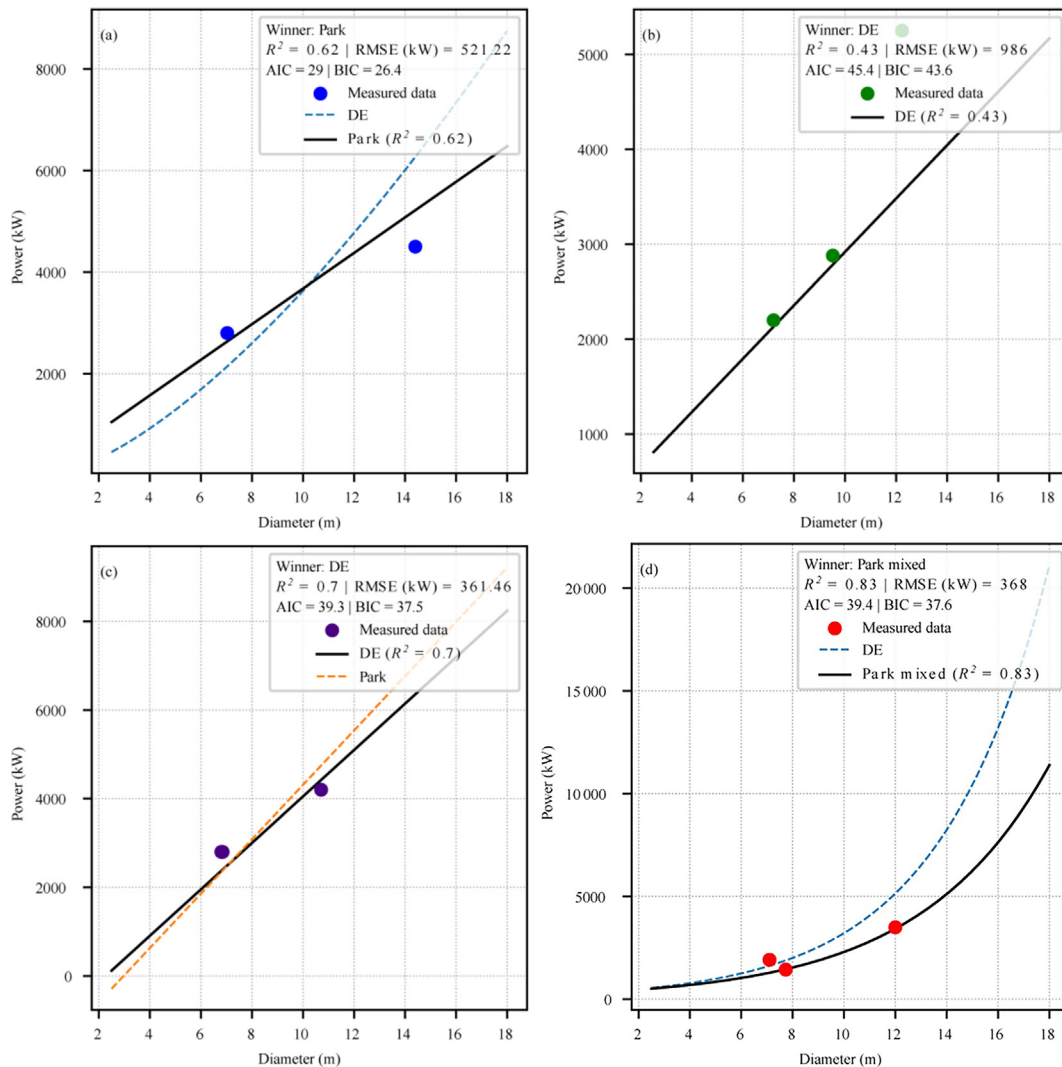 (a)
Winner: Park
R² = 0.62 | RMSE (kW) = 521.22
AIC = 29 | BIC = 26.4
Measured data
DE
Park (R² = 0.62)
8000
6000
4000
2000
Power (kW)
2 4 6 8 10 12 14 16 18
Diameter (m)
(b)
Winner: DE
R² = 0.43 | RMSE (kW) = 986
AIC = 45.4 | BIC = 43.6
Measured data
DE (R² = 0.43)
5000
4000
3000
2000
1000
Power (kW)
2 4 6 8 10 12 14 16 18
Diameter (m)
(c)
Winner: DE
R² = 0.7 | RMSE (kW) = 361.46
AIC = 39.3 | BIC = 37.5
Measured data
DE (R² = 0.7)
Park
8000
6000
4000
2000
0
Power (kW)
2 4 6 8 10 12 14 16 18
Diameter (m)
(d)
Winner: Park mixed
R² = 0.83 | RMSE (kW) = 368
AIC = 39.4 | BIC = 37.6
Measured data
DE
Park mixed (R² = 0.83)
20 000
15 000
10 000
5000
0
Power (kW)
2 4 6 8 10 12 14 16 18
Diameter (m)